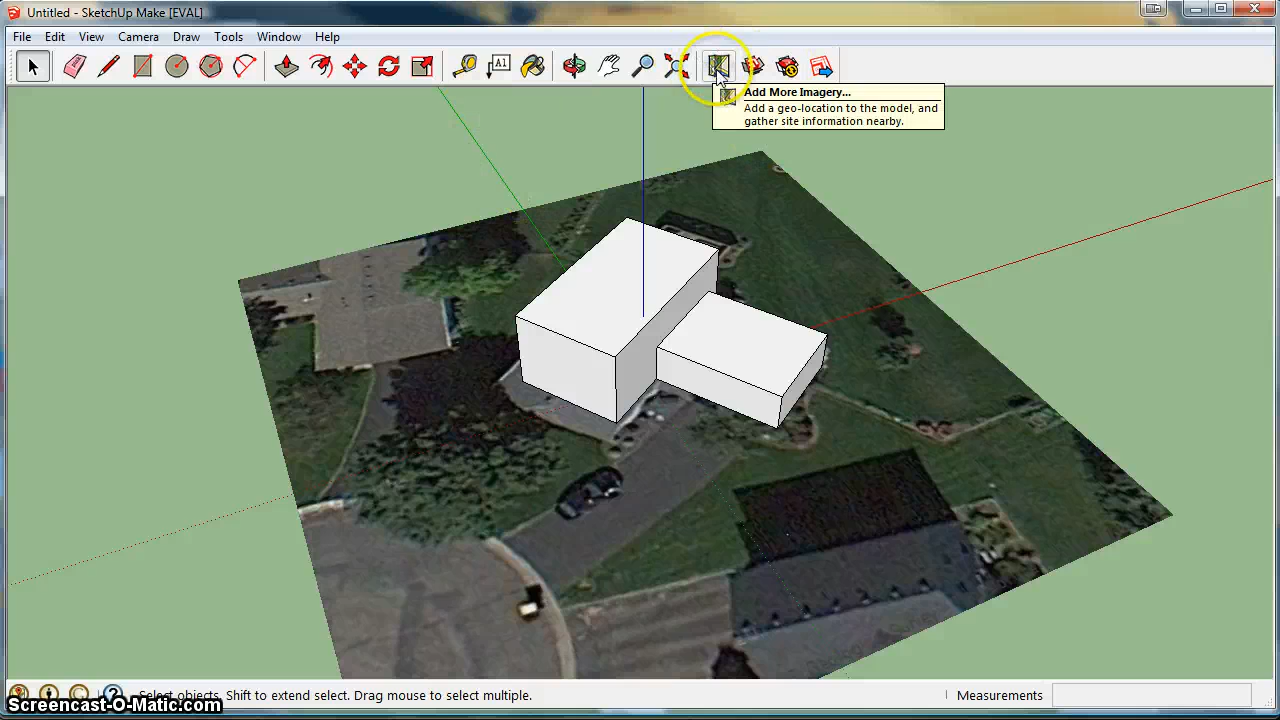 Untitled - SketchUp Make [EVAL]
File Edit View Camera Draw Tools Window Help
A1
Add More Imagery...
Add a geo-location to the model, and
gather site information nearby.
Select objects. Shift to extend select. Drag mouse to select multiple.
Measurements
Screencast-O-Matic.com